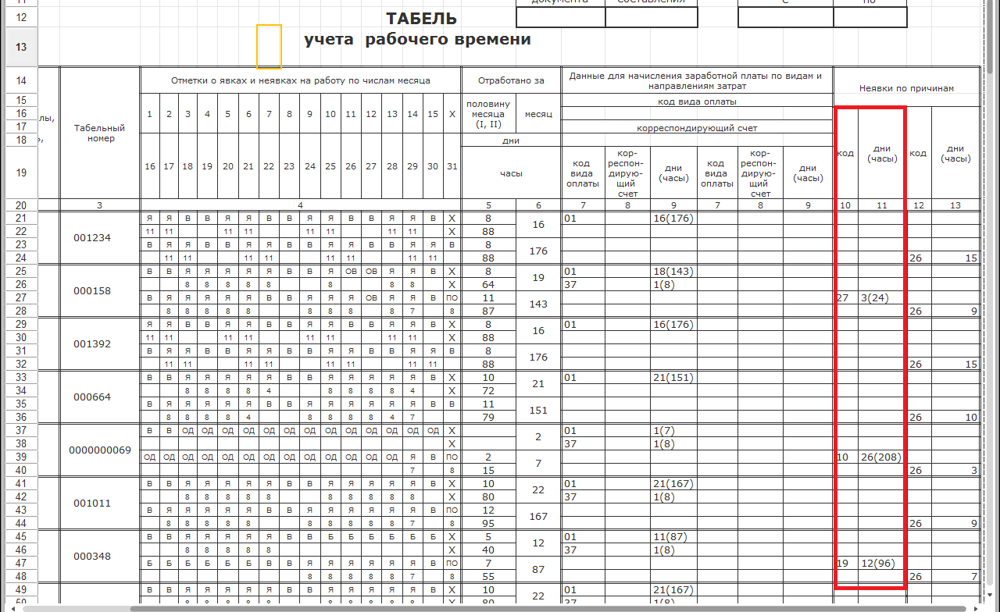 11
документа составления с по
12 ТАБЕЛЬ
13 учета рабочего времени
14 Отметки о явках и неявках на работу по числам месяца Отработано за Данные для начисления заработной платы по видам и направлениям затрат Неявки по причинам
15 код вида оплаты
16 лы, Табельный номер 1 2 3 4 5 6 7 8 9 10 11 12 13 14 15 X половину месяца (I, II) месяц
17 корреспондирующий счет
18 ь, дни
19 16 17 18 19 20 21 22 23 24 25 26 27 28 29 30 31 часы код вида оплаты кор-респон-дирую-щий счет дни (часы) код вида оплаты кор-респон-дирую-щий счет дни (часы) код дни (часы) код дни (часы)
20 3 4 5 6 7 8 9 7 8 9 10 11 12 13
21 Я Я В В Я Я В В Я Я В В Я Я В X 8 16 01 16(176)
22 001234 11 11 11 11 11 11 11 11 X 88
23 В Я Я В В Я Я В В Я Я В В Я Я В 8 176
24 11 11 11 11 11 11 11 11 88 26 15
25 В В Я Я Я Я Я В В Я ОВ ОВ Я Я В X 8 19 01 18(143)
26 000158 8 8 8 8 8 8 8 8 X 64 37 1(8)
27 В Я Я Я Я Я В В Я Я Я ОВ Я Я В ПО 11 143 27 3(24)
28 8 8 8 8 8 8 8 8 8 7 8 87 26 9
29 Я Я В В Я Я В В Я Я В В Я Я В X 8 16 01 16(176)
30 001392 11 11 11 11 11 11 11 11 X 88
31 В Я Я В В Я Я В В Я Я В В Я Я В 8 176
32 11 11 11 11 11 11 11 11 88 26 15
33 В В Я Я Я Я Я В В Я Я Я Я Я В X 10 21 01 21(151)
34 000664 8 8 8 8 4 8 8 8 8 4 X 72
35 В Я Я Я Я Я В В Я Я Я Я Я Я В В 11 151
36 8 8 8 8 4 8 8 8 8 4 7 79 26 10
37 В В ОД ОД ОД ОД ОД ОД ОД ОД ОД ОД ОД ОД ОД X 2 01 1(7)
38 0000000069 X 37 1(8)
39 ОД ОД ОД ОД ОД ОД ОД ОД ОД ОД ОД ОД ОД Я В ПО 2 7 10 26(208)
40 7 8 15 26 3
41 В В Я Я Я Я Я В В Я Я Я Я Я В X 10 22 01 21(167)
42 001011 8 8 8 8 8 8 8 8 8 8 X 80 37 1(8)
43 В Я Я Я Я Я В В Я Я Я Я Я Я В ПО 12 167
44 8 8 8 8 8 8 8 8 8 8 7 8 95 26 9
45 В В Я Я Я Я Я В В Б Б Б Б Б Б X 5 12 01 11(87)
46 000348 8 8 8 8 8 X 40 37 1(8)
47 Б Б Б Б Б Б В В Я Я Я Я Я Я В ПО 7 87 19 12(96)
48 8 8 8 8 8 7 8 55 26 7
49 В В Я Я Я Я Я В В Я Я Я Я Я В X 10 22 01 21(167)
50 8 8 8 8 8 8 8 8 8 8 X 80 37 1(8)